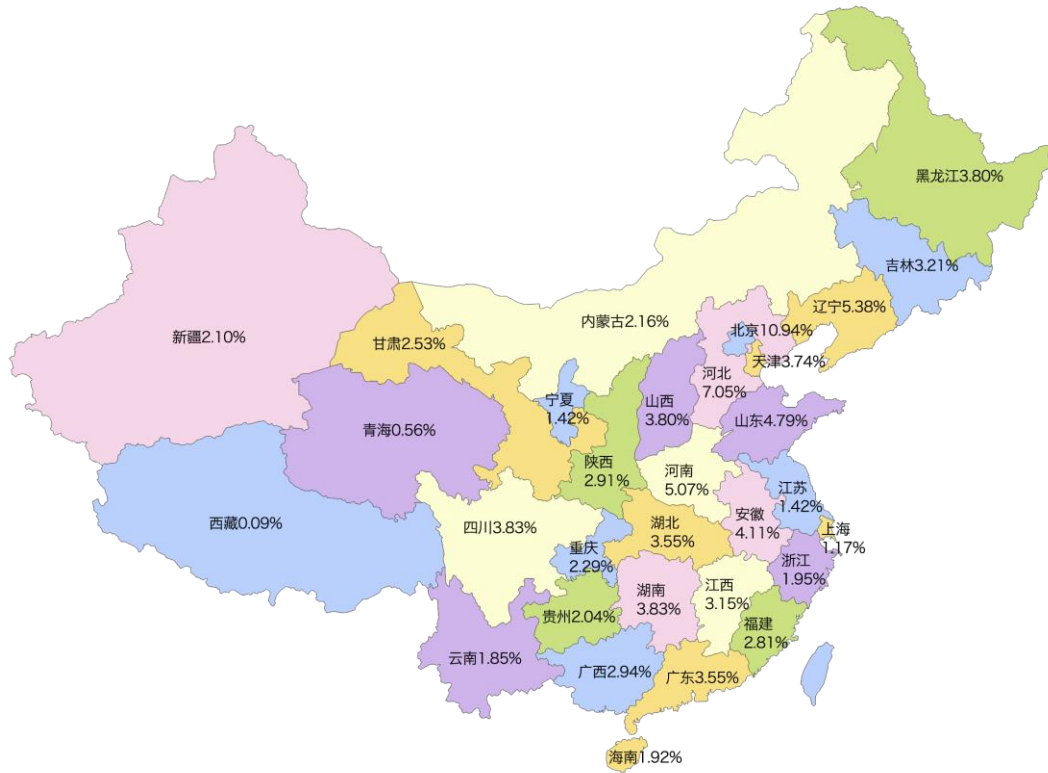 黑龙江3.80%
吉林3.21%
辽宁5.38%
内蒙古2.16%
北京10.94%
新疆2.10%
甘肃2.53%
天津3.74%
河北
7.05%
宁夏
1.42%
山西
3.80%
山东4.79%
青海0.56%
陕西
2.91%
河南
5.07%
江苏
1.42%
西藏0.09%
四川3.83%
湖北
3.55%
安徽
4.11%
上海
1.17%
重庆
2.29%
浙江
1.95%
湖南
3.83%
江西
3.15%
贵州2.04%
福建
2.81%
云南1.85%
广西2.94%
广东3.55%
海南1.92%